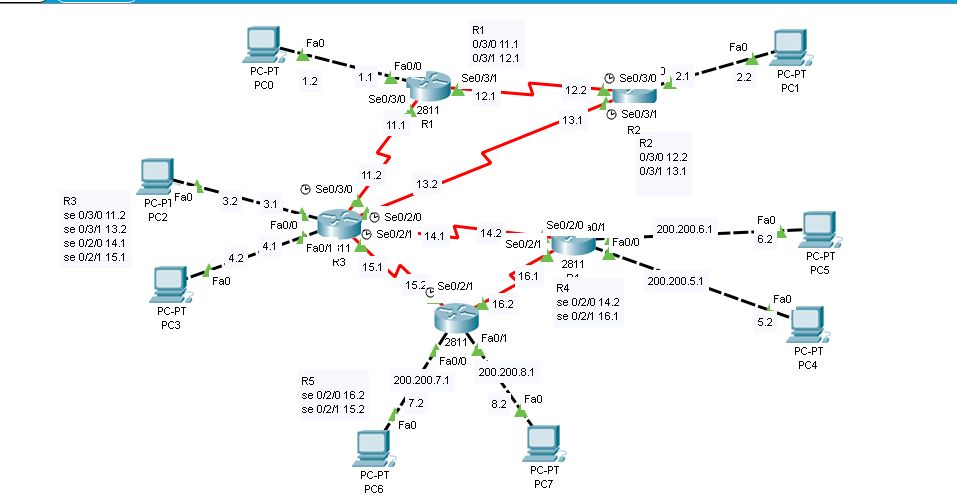 R1
0/3/0 11.1
0/3/1 12.1
Fa0
PC-PT
PC0
1.2
1.1
Fa0/0
Se0/3/1
12.1
Se0/3/0
2811
R1
11.1
12.2
Se0/3/0
2.1
Fa0
2.2
PC-PT
PC1
13.1
Se0/3/1
R2
R2
0/3/0 12.2
0/3/1 13.1
11.2
13.2
Se0/3/0
PC-PT
PC2
Fa0
3.2
3.1
Fa0/0
R3
se 0/3/0 11.2
se 0/3/1 13.2
se 0/2/0 14.1
se 0/2/1 15.1
Se0/2/0
Se0/2/1
14.1
14.2
4.1
Fa0/1
R3
4.2
Fa0
PC-PT
PC3
15.1
15.2
Se0/2/1
Se0/2/0
Se0/2/1
Fa0/0
2811
16.1
16.2
R4
se 0/2/0 14.2
se 0/2/1 16.1
200.200.6.1
Fa0
6.2
PC-PT
PC5
200.200.5.1
Fa0
5.2
PC-PT
PC4
2811
Fa0/1
Fa0/0
R5
se 0/2/0 16.2
se 0/2/1 15.2
200.200.7.1
200.200.8.1
7.2
Fa0
8.2
Fa0
PC-PT
PC6
PC-PT
PC7